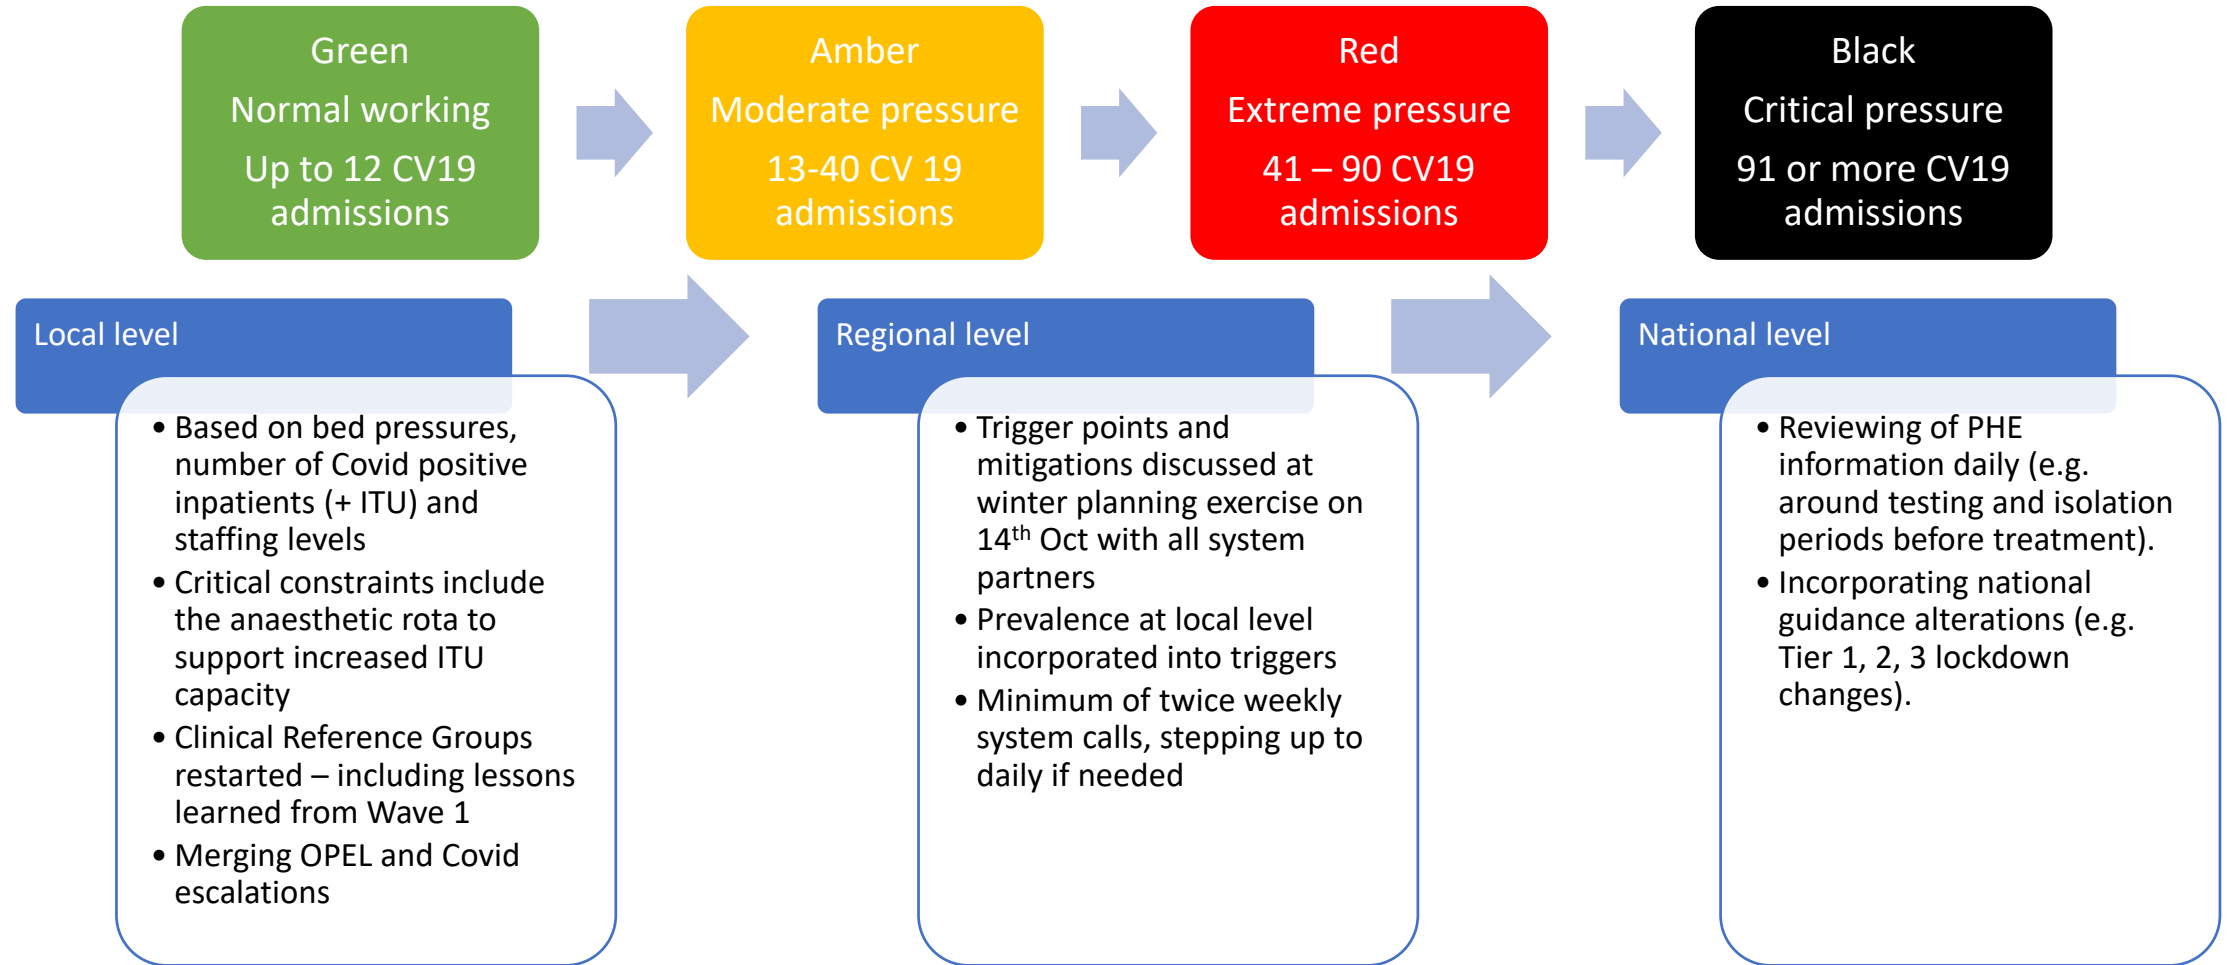 Green
Normal working
Up to 12 CV19
admissions
Amber
Moderate pressure
13-40 CV 19
admissions
Red
Extreme pressure
41 – 90 CV19
admissions
Black
Critical pressure
91 or more CV19
admissions
Local level
• Based on bed pressures,
number of Covid positive
inpatients (+ ITU) and
staffing levels
• Critical constraints include
the anaesthetic rota to
support increased ITU
capacity
• Clinical Reference Groups
restarted – including lessons
learned from Wave 1
• Merging OPEL and Covid
escalations
Regional level
• Trigger points and
mitigations discussed at
winter planning exercise on
14th Oct with all system
partners
• Prevalence at local level
incorporated into triggers
• Minimum of twice weekly
system calls, stepping up to
daily if needed
National level
• Reviewing of PHE
information daily (e.g.
around testing and isolation
periods before treatment).
• Incorporating national
guidance alterations (e.g.
Tier 1, 2, 3 lockdown
changes).